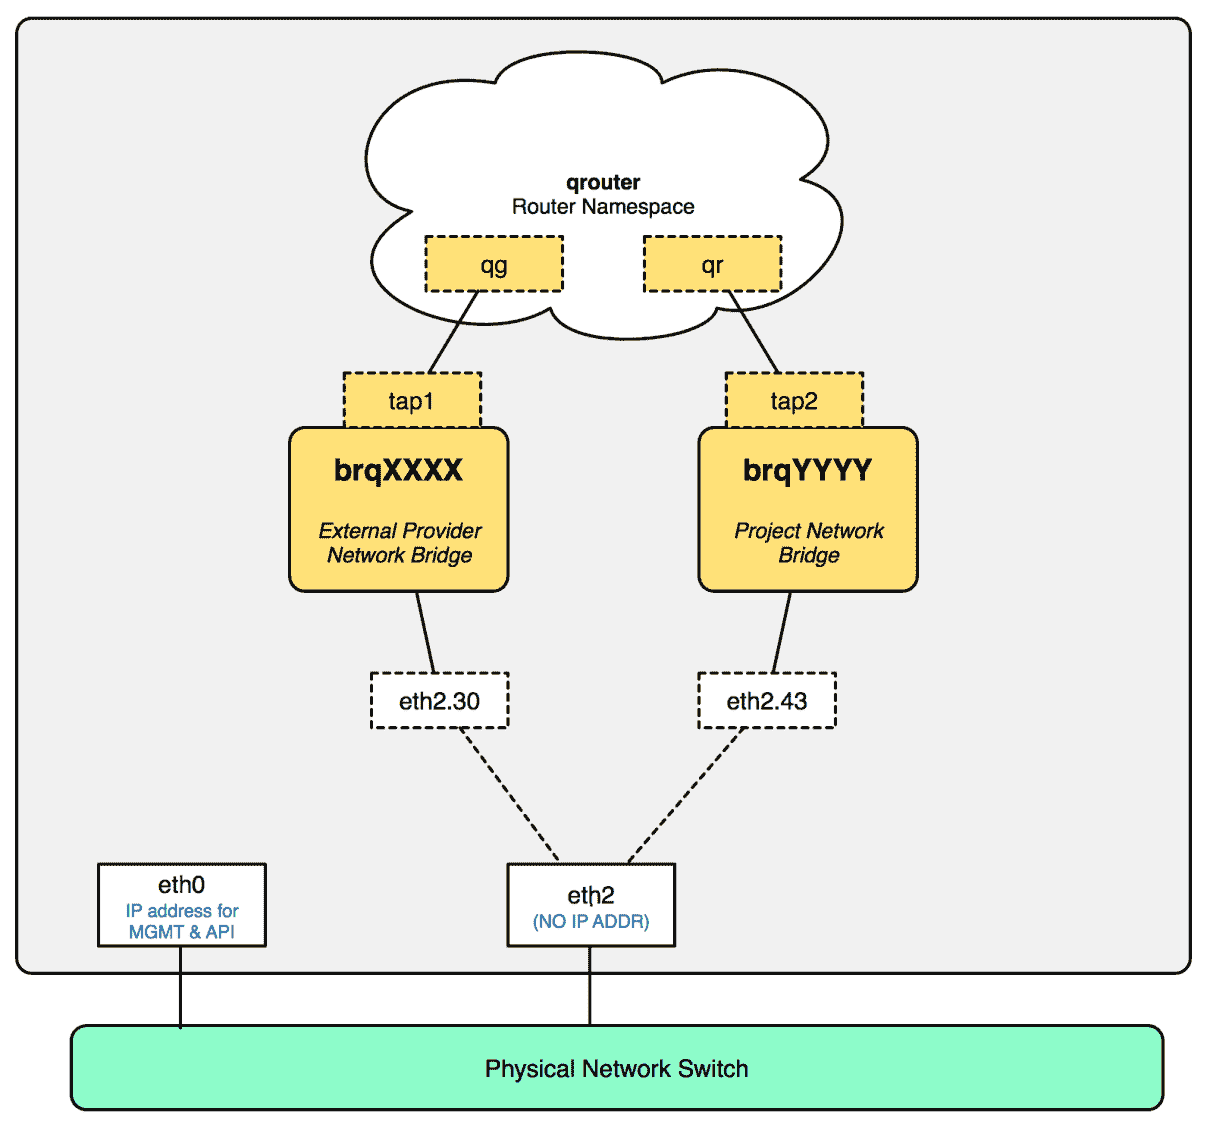 qrouter
Router Namespace
qg
qr
tap1
tap2
brqXXXX
External Provider
Network Bridge
brqYYYY
Project Network
Bridge
eth2.30
eth2.43
eth0
IP address for
MGMT & API
eth2
(NO IP ADDR)
Physical Network Switch